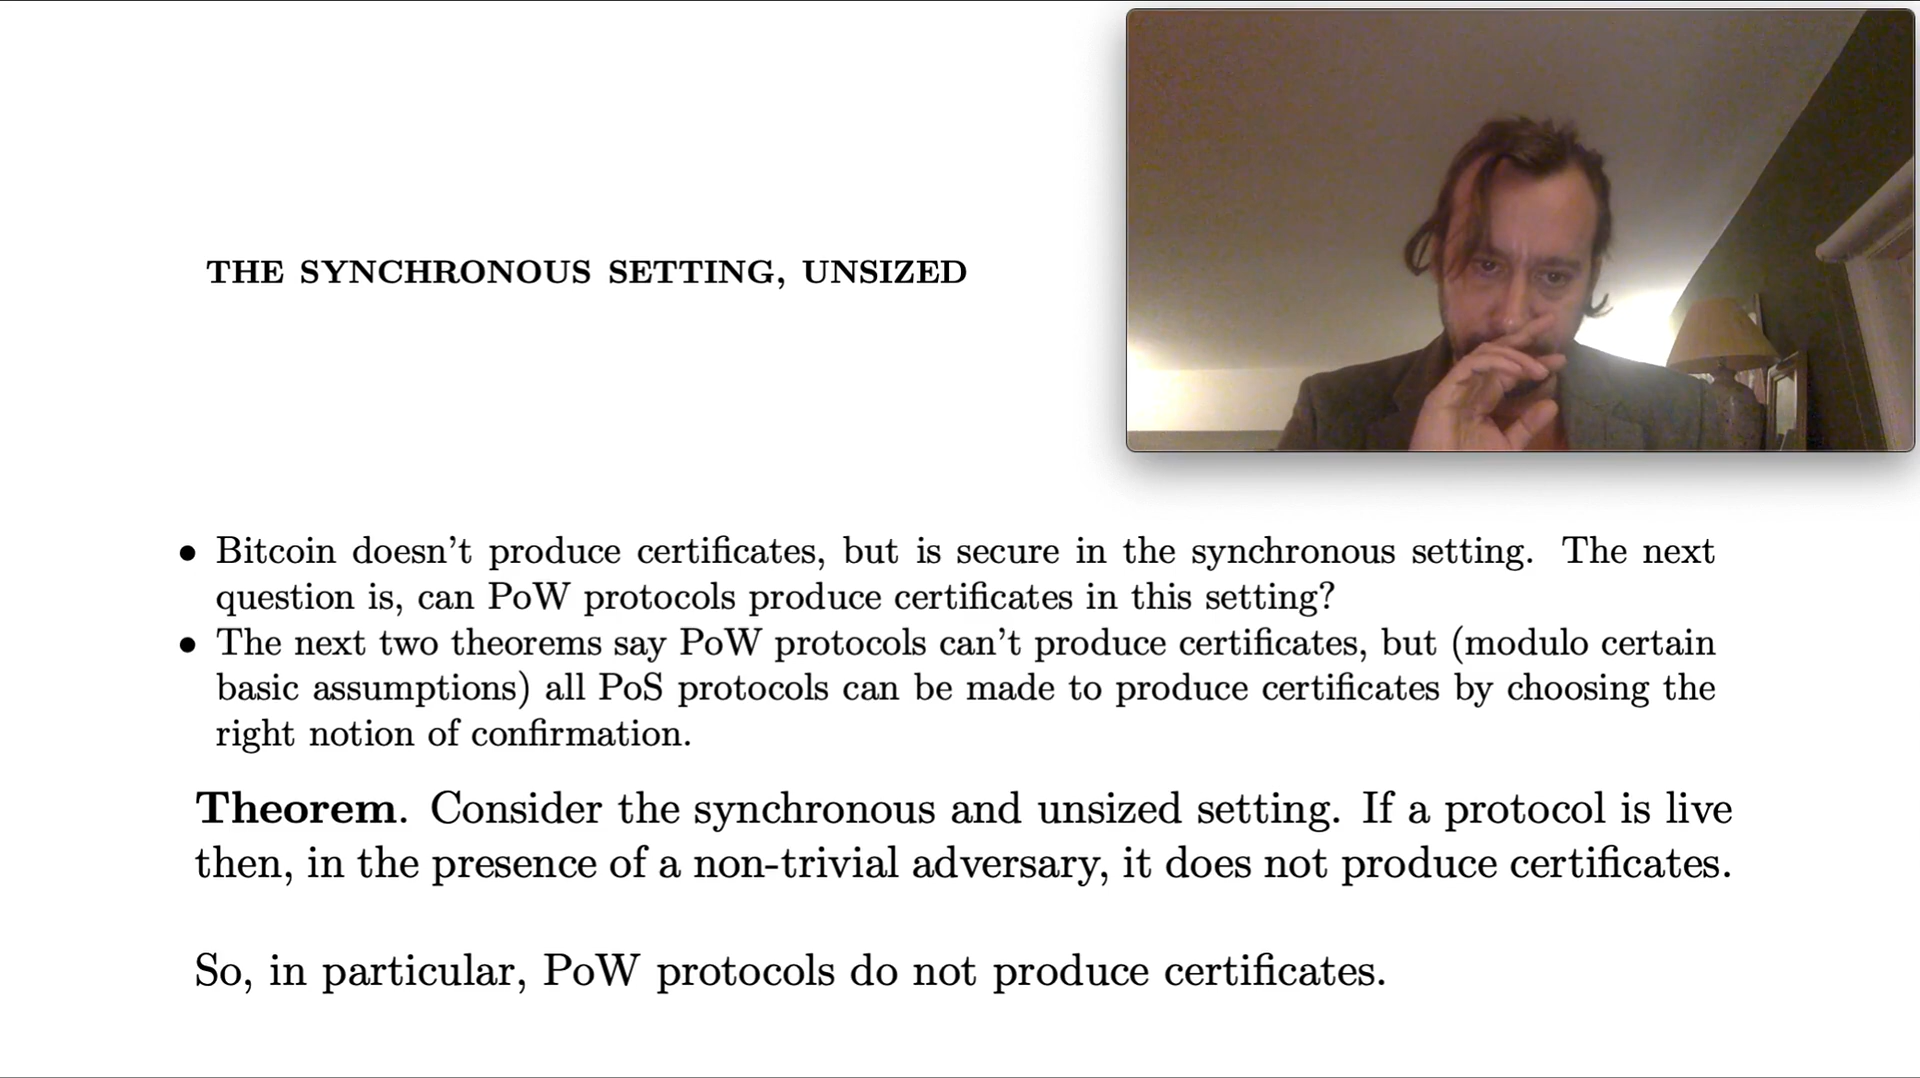 THE SYNCHRONOUS SETTING, UNSIZED
• Bitcoin doesn't produce certificates, but is secure in the synchronous setting. The next
question is, can PoW protocols produce certificates in this setting?
• The next two theorems say PoW protocols can't produce certificates, but (modulo certain
basic assumptions) all PoS protocols can be made to produce certificates by choosing the
right notion of confirmation.
Theorem. Consider the synchronous and unsized setting. If a protocol is live
then, in the presence of a non-trivial adversary, it does not produce certificates.
So, in particular, PoW protocols do not produce certificates.